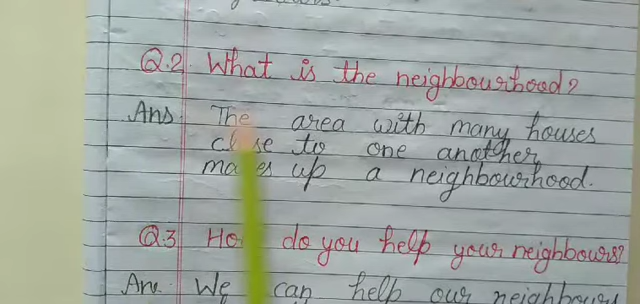 Q.2 What is the neighbourhood?
Ans The area with many houses
close to one another
makes up a neighbourhood.
Q.3 How do you help your neighbours?
Ans We can help our neighbours